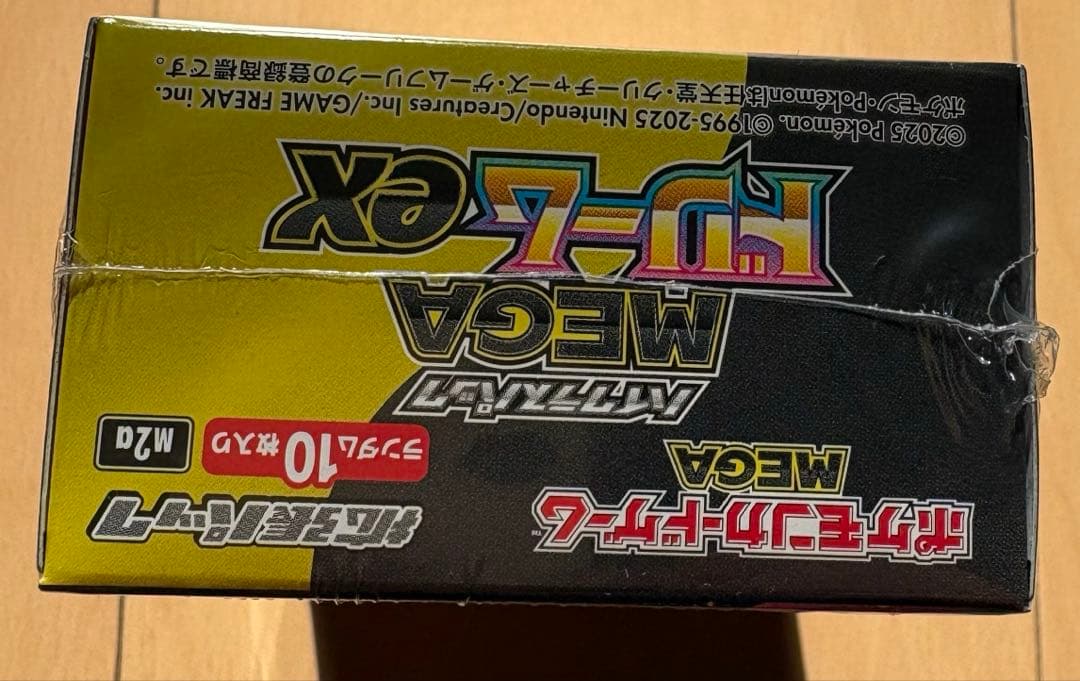 ポケモンカードゲーム™
MEGA
拡張パック
ランダム10枚入り
M2a
ハイクラスパック
MEGA
ドリームex
©2025 Pokémon. ©1995-2025 Nintendo/Creatures Inc./GAME FREAK inc.
ポケモン・Pokémonは任天堂・クリーチャーズ・ゲームフリークの登録商標です。